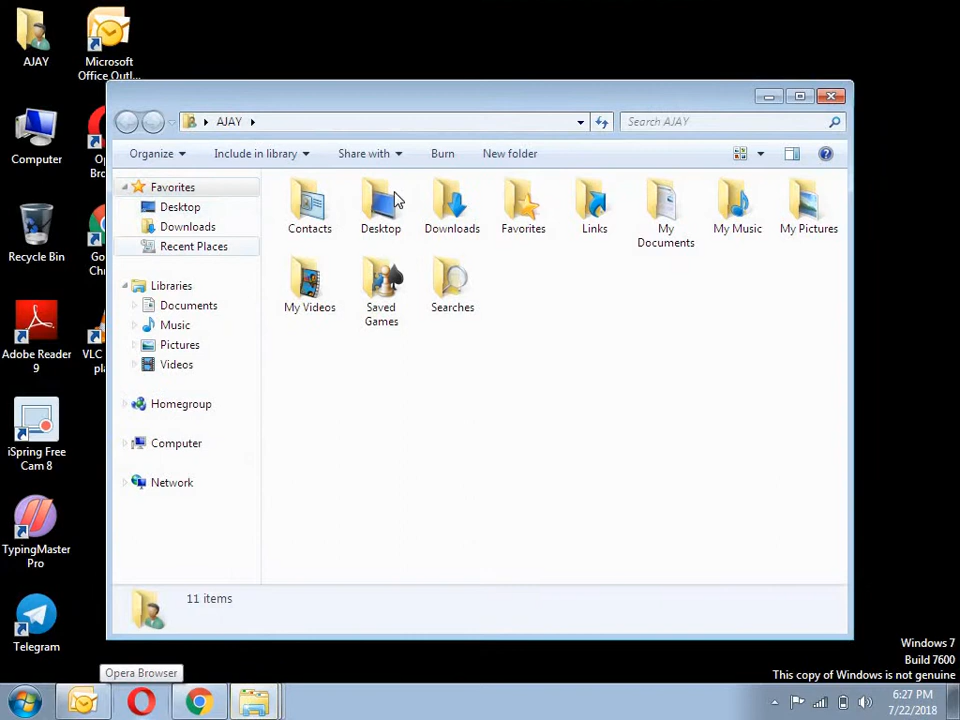 AJAY
Microsoft
Office Outl...
Computer
Recycle Bin
Adobe Reader
9
VLC
iSpring Free
Cam 8
TypingMaster
Pro
Telegram
AJAY
Search AJAY
Organize
Include in library
Share with
Burn
New folder
Favorites
Desktop
Downloads
Recent Places
Libraries
Documents
Music
Pictures
Videos
Homegroup
Computer
Network
Contacts
Desktop
Downloads
Favorites
Links
My
Documents
My Music
My Pictures
My Videos
Saved
Games
Searches
11 items
Opera Browser
Windows 7
Build 7600
This copy of Windows is not genuine
6:27 PM
7/22/2018